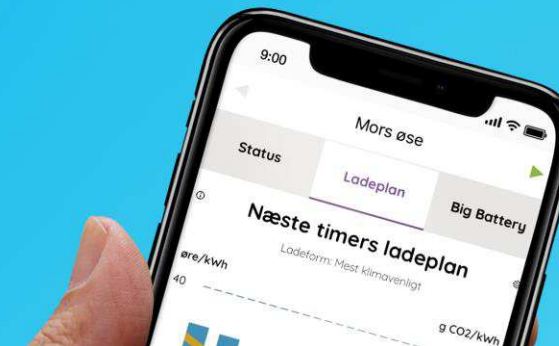 9:00
Mors øse
Status
Ladeplan
Big Battery
Næste timers ladeplan
Ladeform: Mest klimavenligt
øre/kWh
g CO2/kWh
40